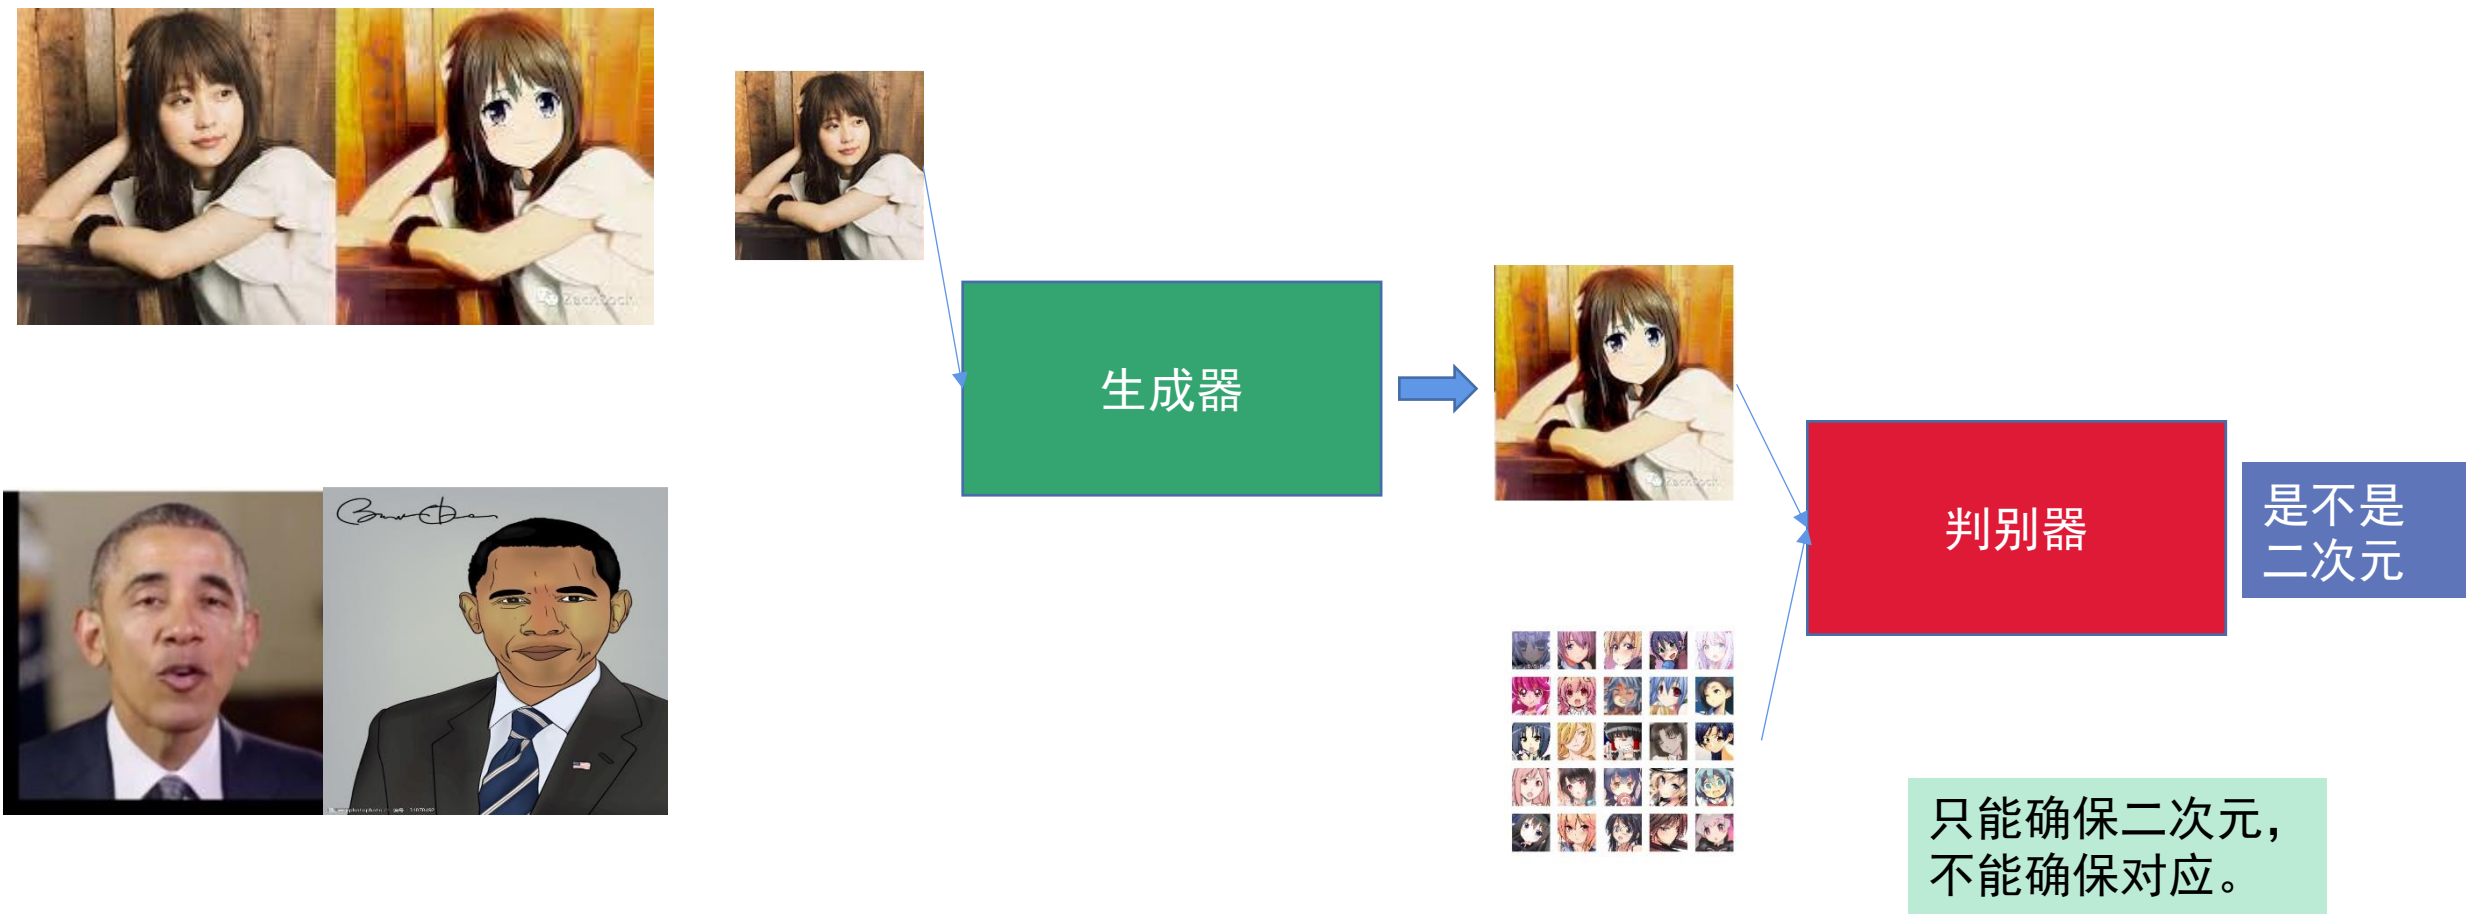 生成器
判别器
是不是
二次元
只能确保二次元，
不能确保对应。